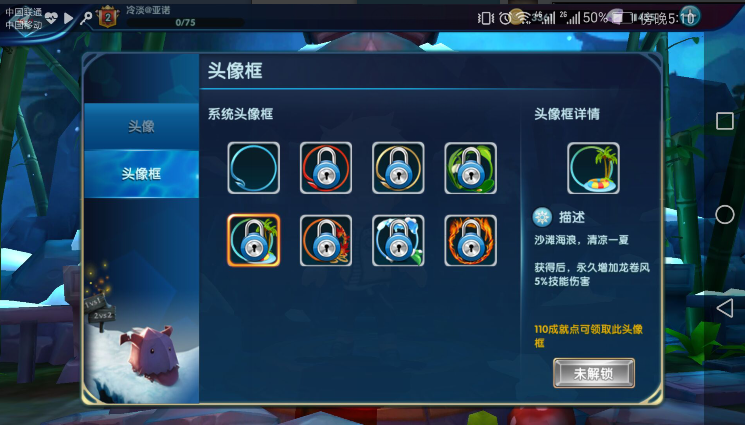 中国联通
中国移动
2
冷淡@亚诺
0/75
50%
傍晚5:10
头像框
头像
头像框
系统头像框
头像框详情
描述
沙滩海浪，清凉一夏
获得后，永久增加龙卷风
5%技能伤害
110成就点可领取此头像
框
未解锁
1vs1
2vs2